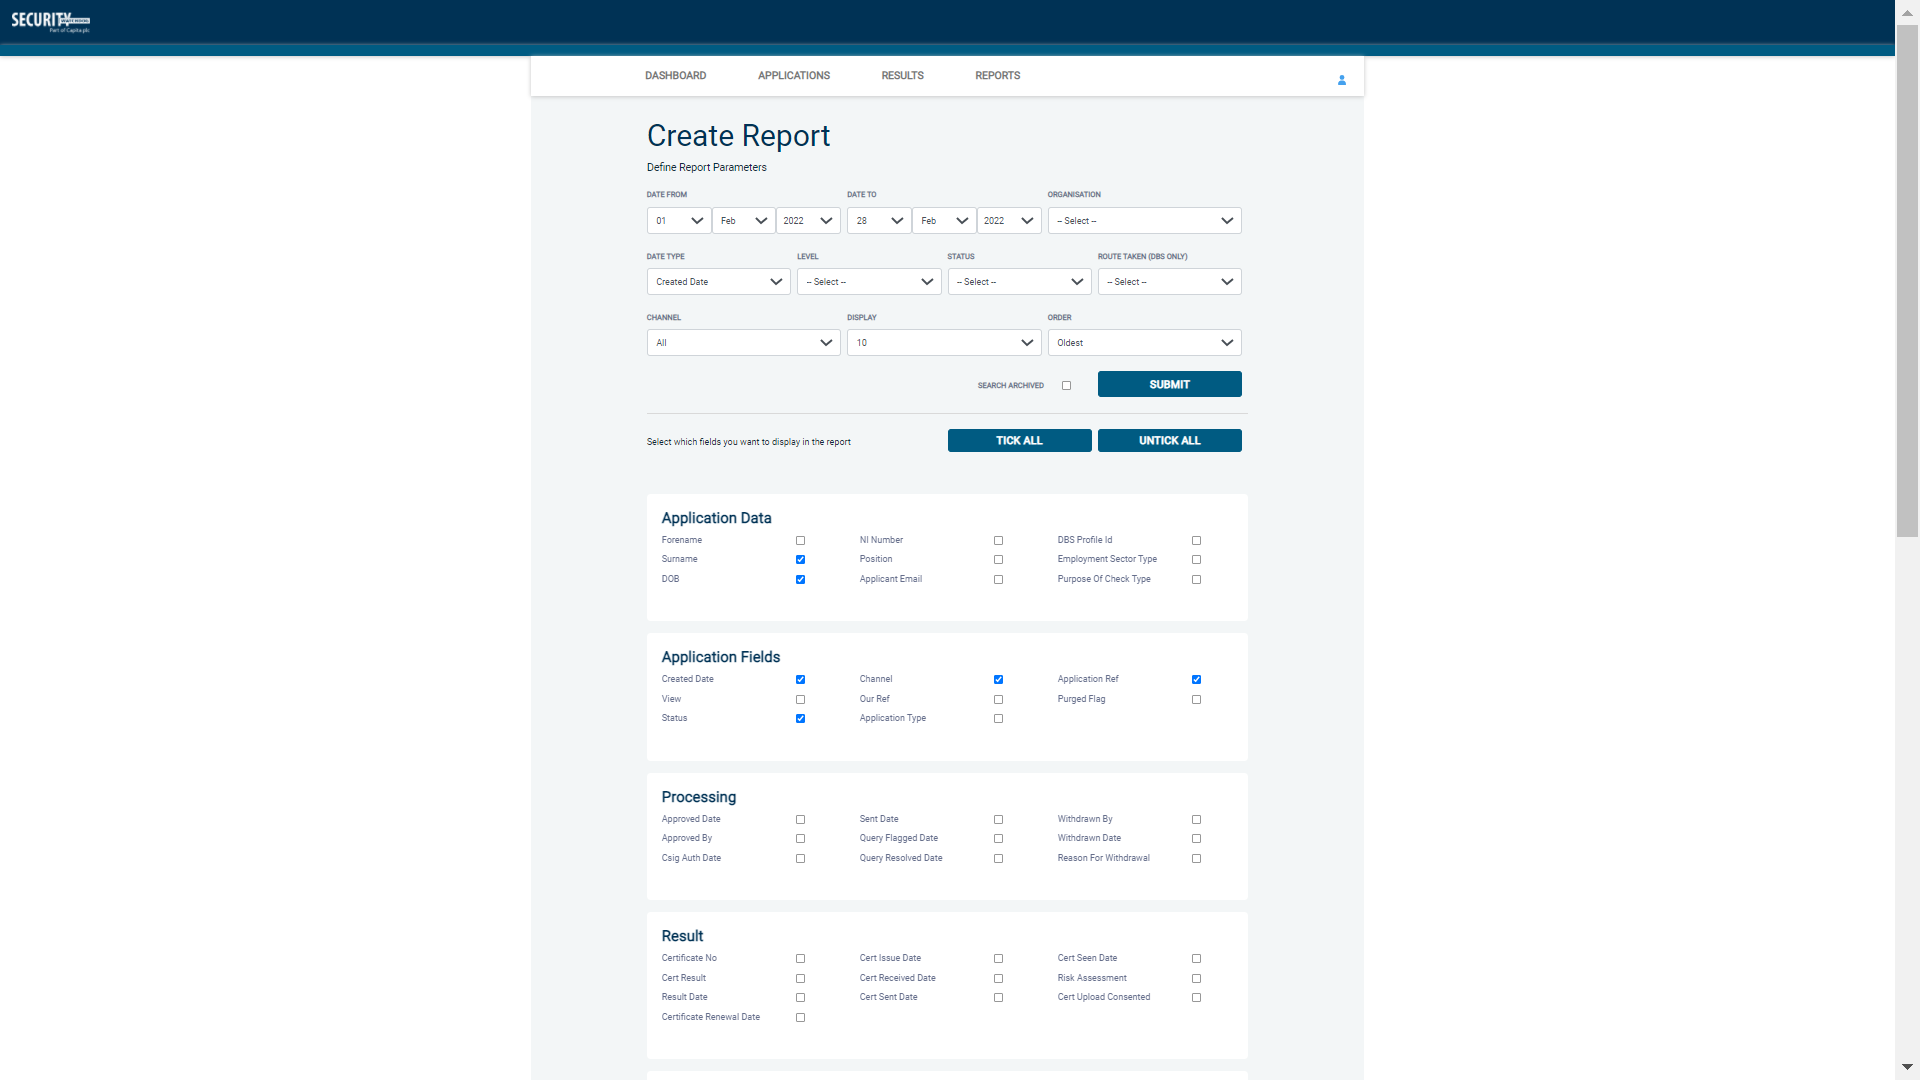 SECURITY
Part of Capita plc
DASHBOARD APPLICATIONS RESULTS REPORTS
Create Report
Define Report Parameters
DATE FROM DATE TO ORGANISATION
01 Feb 2022 28 Feb 2022 -- Select --
DATE TYPE LEVEL STATUS ROUTE TAKEN (DBS ONLY)
Created Date -- Select -- -- Select -- -- Select --
CHANNEL DISPLAY ORDER
All 10 Oldest
SEARCH ARCHIVED SUBMIT
Select which fields you want to display in the report TICK ALL UNTICK ALL
Application Data
Forename NI Number DBS Profile Id
Surname Position Employment Sector Type
DOB Applicant Email Purpose Of Check Type
Application Fields
Created Date Channel Application Ref
View Our Ref Purged Flag
Status Application Type
Processing
Approved Date Sent Date Withdrawn By
Approved By Query Flagged Date Withdrawn Date
Csig Auth Date Query Resolved Date Reason For Withdrawal
Result
Certificate No Cert Issue Date Cert Seen Date
Cert Result Cert Received Date Risk Assessment
Result Date Cert Sent Date Cert Upload Consented
Certificate Renewal Date